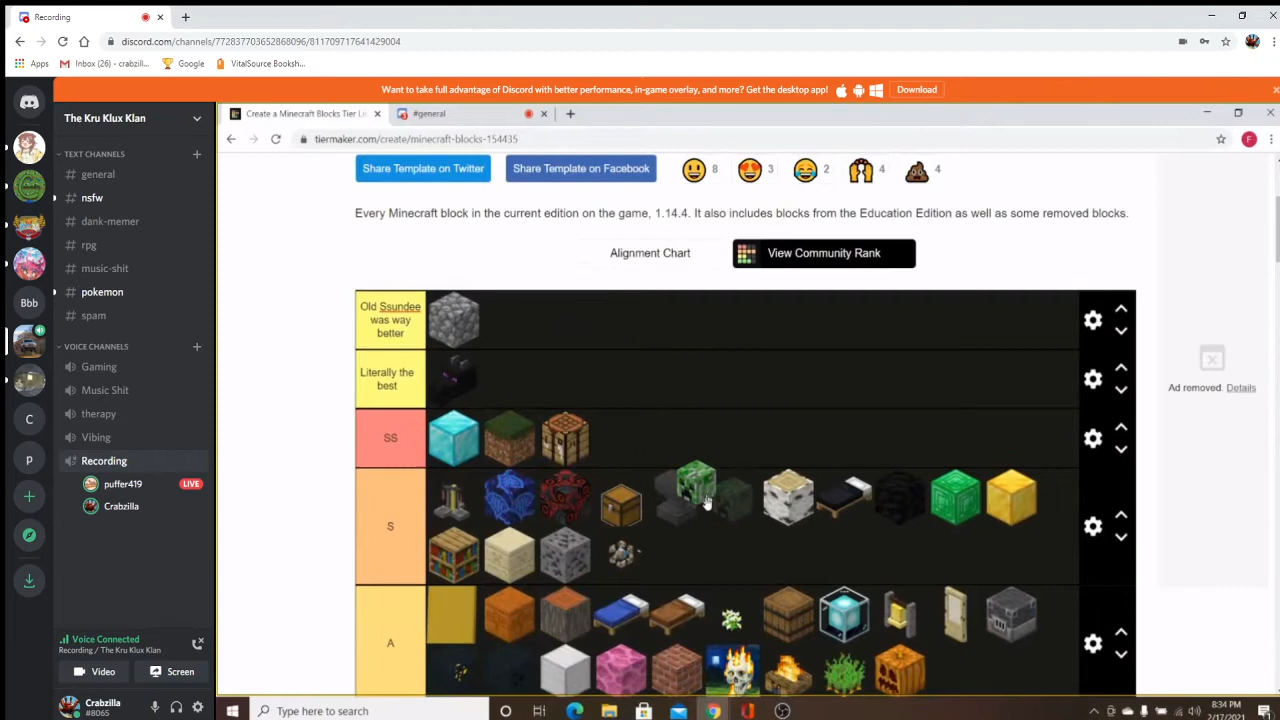 Recording
discord.com/channels/772837703652868096/811709717641429004
Apps
Inbox (26) - crabzill...
Google
VitalSource Booksh...
Want to take full advantage of Discord with better performance, in-game overlay, and more? Get the desktop app!
Download
The Kru Klux Klan
Create a Minecraft Blocks Tier Li
#general
tiermaker.com/create/minecraft-blocks-154435
F
TEXT CHANNELS
general
nsfw
dank-memer
rpg
music-shit
pokemon
spam
Bbb
VOICE CHANNELS
Gaming
Music Shit
therapy
Vibing
Recording
puffer419
LIVE
Crabzilla
C
p
Share Template on Twitter
Share Template on Facebook
8
3
2
4
4
Every Minecraft block in the current edition on the game, 1.14.4. It also includes blocks from the Education Edition as well as some removed blocks.
Alignment Chart
View Community Rank
Old Ssundee
was way
better
Literally the
best
SS
S
A
Ad removed. Details
Voice Connected
Recording / The Kru Klux Klan
Video
Screen
Crabzilla
#8065
Type here to search
8:34 PM
2/17/2021